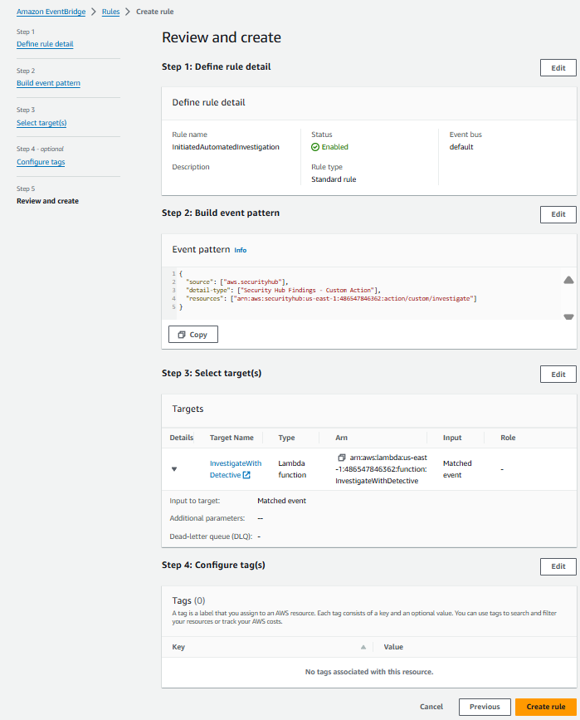 Amazon EventBridge > Rules > Create rule
Step 1
Define rule detail
Step 2
Build event pattern
Step 3
Select target(s)
Step 4 - optional
Configure tags
Step 5
Review and create
Review and create
Step 1: Define rule detail
Edit
Define rule detail
Rule name
InitiatedAutomatedInvestigation
Status
Enabled
Event bus
default
Description
Rule type
Standard rule
Step 2: Build event pattern
Edit
Event pattern Info
1 {
2 "source": ["aws.securityhub"],
3 "detail-type": ["Security Hub Findings - Custom Action"],
4 "resources": ["arn:aws:securityhub:us-east-1:486547846362:action/custom/investigate"]
5 }
Copy
Step 3: Select target(s)
Edit
Targets
Details Target Name Type Arn Input Role
InvestigateWith
Detective
Lambda
function
arn:aws:lambda:us-east
-1:486547846362:function:
InvestigateWithDetective
Matched
event
-
Input to target: Matched event
Additional parameters: —
Dead-letter queue (DLQ): -
Step 4: Configure tag(s)
Edit
Tags (0)
A tag is a label that you assign to an AWS resource. Each tag consists of a key and an optional value. You can use tags to search and filter
your resources or track your AWS costs.
Key Value
No tags associated with this resource.
Cancel Previous Create rule